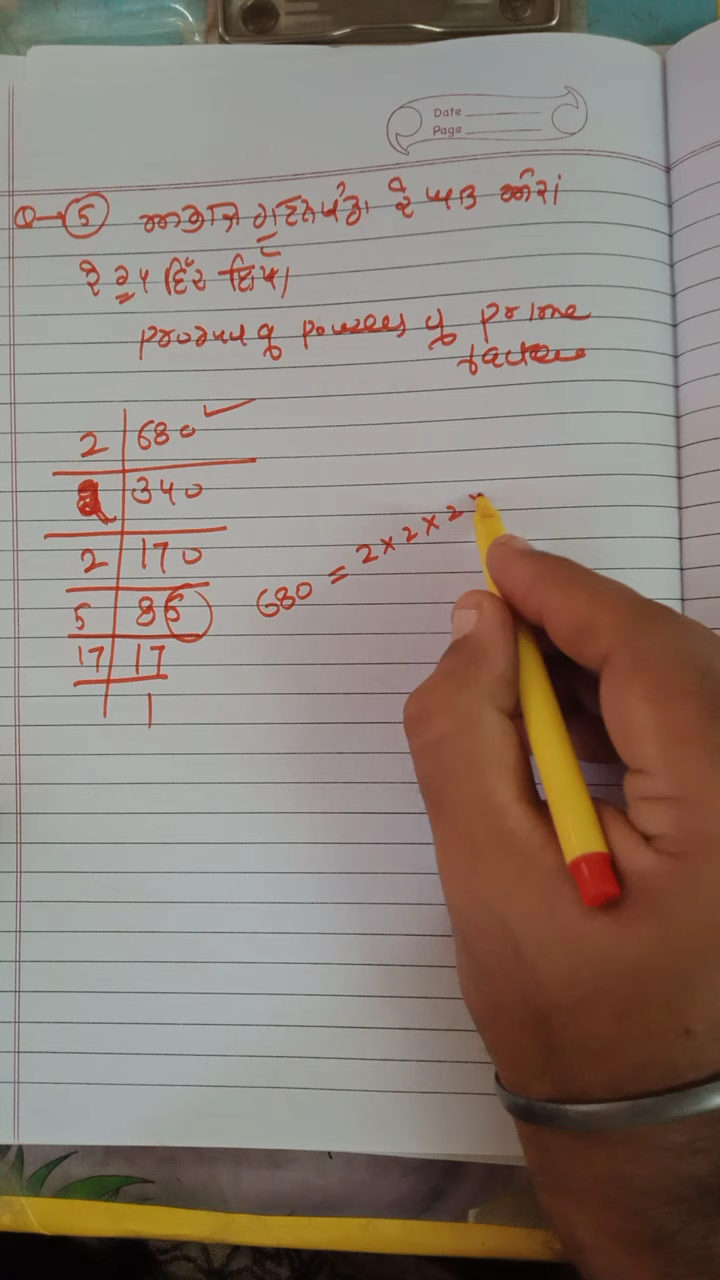 Date
Page
Q→ 5
ਰੂਪ ਵਿੱਚ ਲਿਖੋ
product of powers of prime
factors
2 | 680 ✓
340
2 | 170
5 | 85
17 | 17
1
680 = 2 × 2 × 2 ×